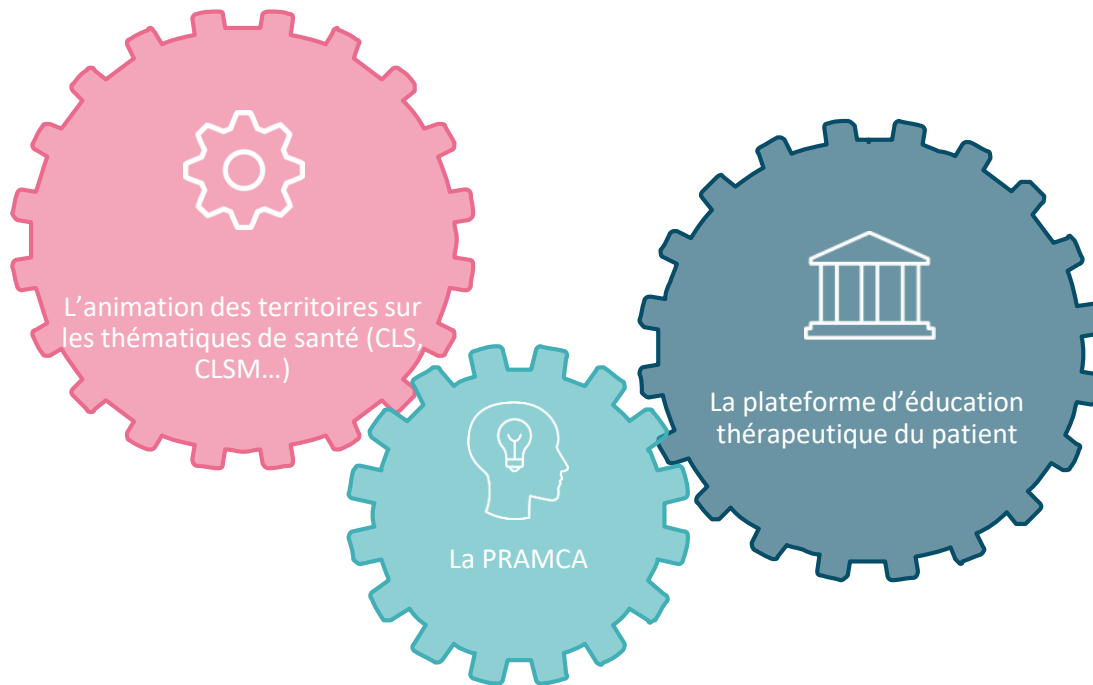 L’animation des territoires sur
les thématiques de santé (CLS,
CLSM…)
La PRAMCA
La plateforme d’éducation
thérapeutique du patient